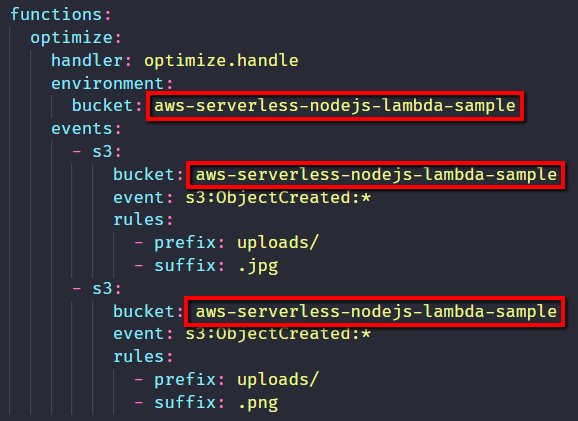 functions:
optimize:
handler: optimize.handle
environment:
bucket: aws-serverless-nodejs-lambda-sample
events:
- s3:
bucket: aws-serverless-nodejs-lambda-sample
event: s3:ObjectCreated:*
rules:
- prefix: uploads/
- suffix: .jpg
- s3:
bucket: aws-serverless-nodejs-lambda-sample
event: s3:ObjectCreated:*
rules:
- prefix: uploads/
- suffix: .png